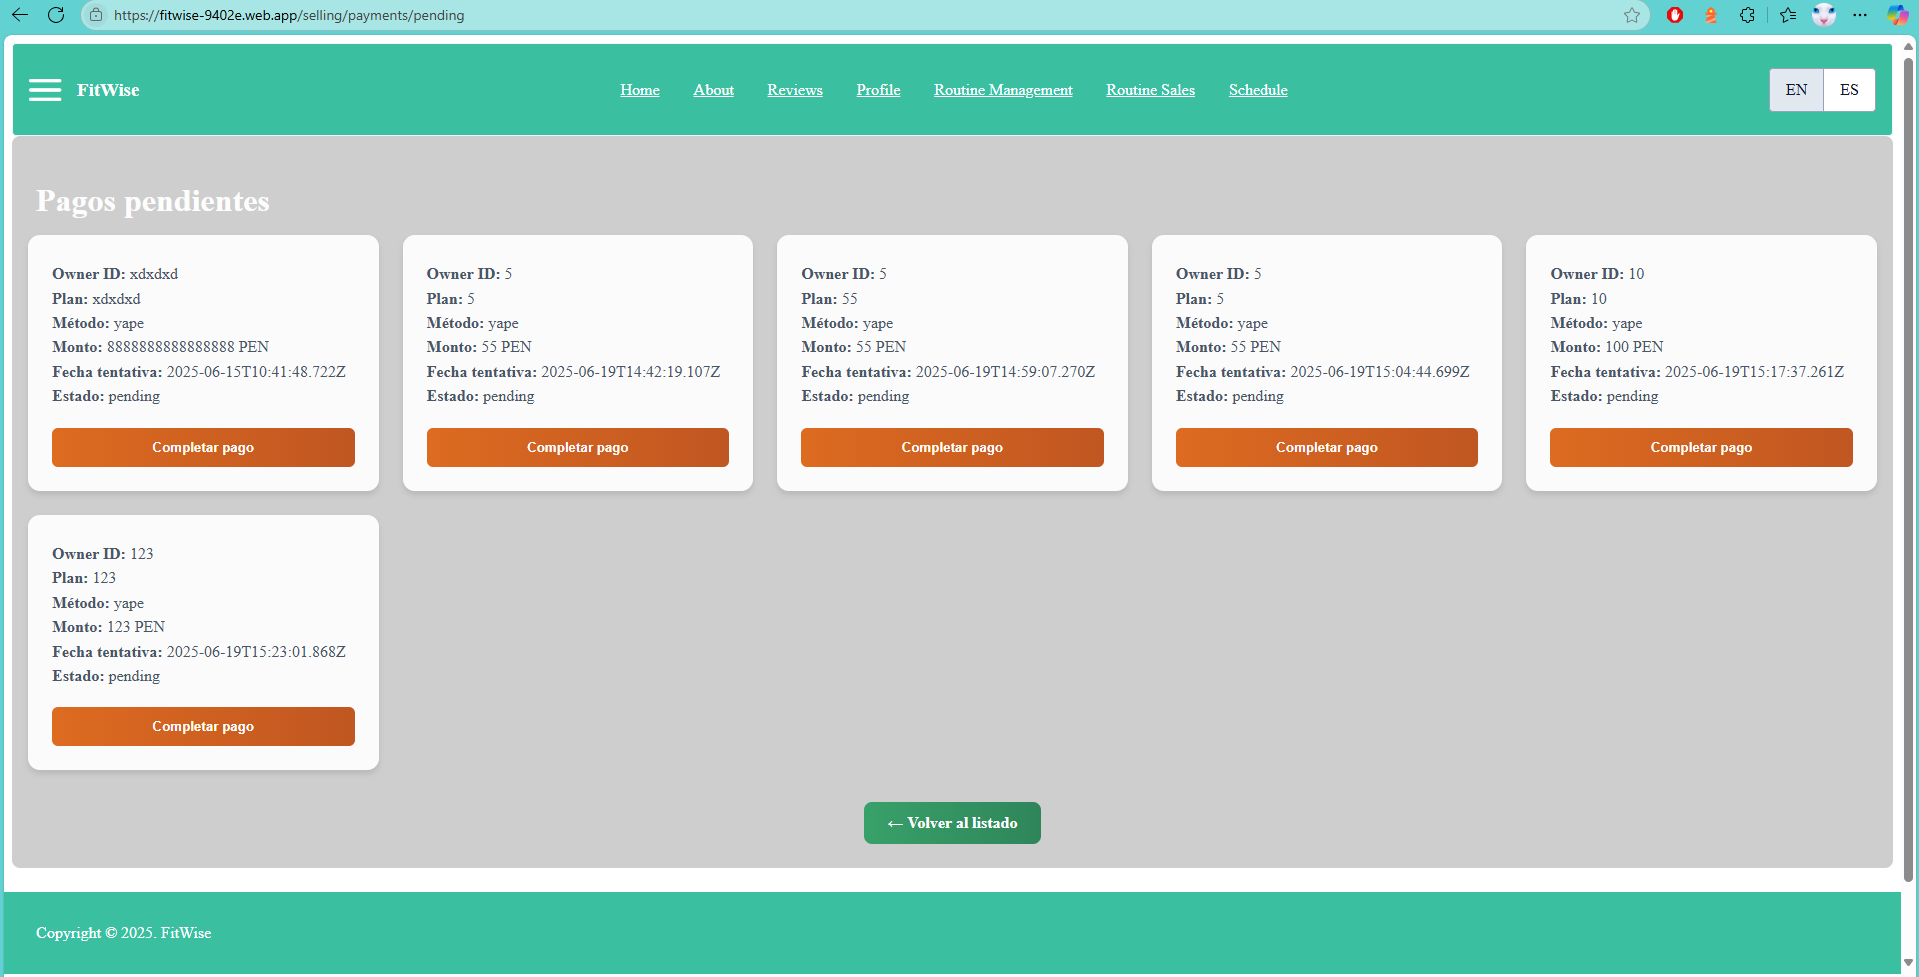 https://fitwise-9402e.web.app/selling/payments/pending
FitWise
Home
About
Reviews
Profile
Routine Management
Routine Sales
Schedule
EN
ES
Pagos pendientes
Owner ID: xdxdxd
Plan: xdxdxd
Método: yape
Monto: 8888888888888888 PEN
Fecha tentativa: 2025-06-15T10:41:48.722Z
Estado: pending
Completar pago
Owner ID: 5
Plan: 5
Método: yape
Monto: 55 PEN
Fecha tentativa: 2025-06-19T14:42:19.107Z
Estado: pending
Completar pago
Owner ID: 5
Plan: 55
Método: yape
Monto: 55 PEN
Fecha tentativa: 2025-06-19T14:59:07.270Z
Estado: pending
Completar pago
Owner ID: 5
Plan: 5
Método: yape
Monto: 55 PEN
Fecha tentativa: 2025-06-19T15:04:44.699Z
Estado: pending
Completar pago
Owner ID: 10
Plan: 10
Método: yape
Monto: 100 PEN
Fecha tentativa: 2025-06-19T15:17:37.261Z
Estado: pending
Completar pago
Owner ID: 123
Plan: 123
Método: yape
Monto: 123 PEN
Fecha tentativa: 2025-06-19T15:23:01.868Z
Estado: pending
Completar pago
← Volver al listado
Copyright © 2025. FitWise